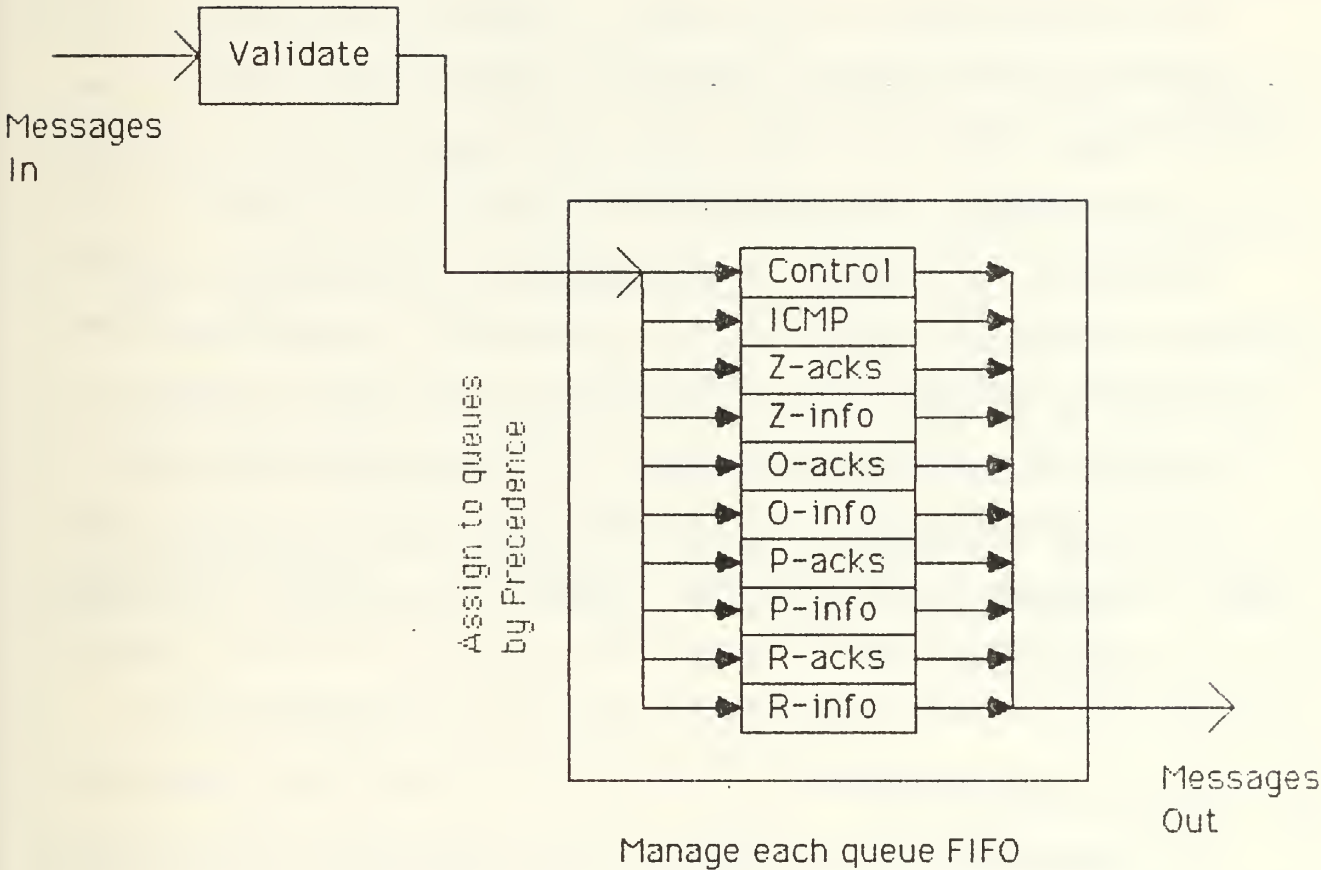 Validate
Messages
In
Control
ICMP
Z-acks
Z-info
O-acks
O-info
P-acks
P-info
R-acks
R-info
Assign to queues
by Precedence
Messages
Out
Manage each queue FIFO